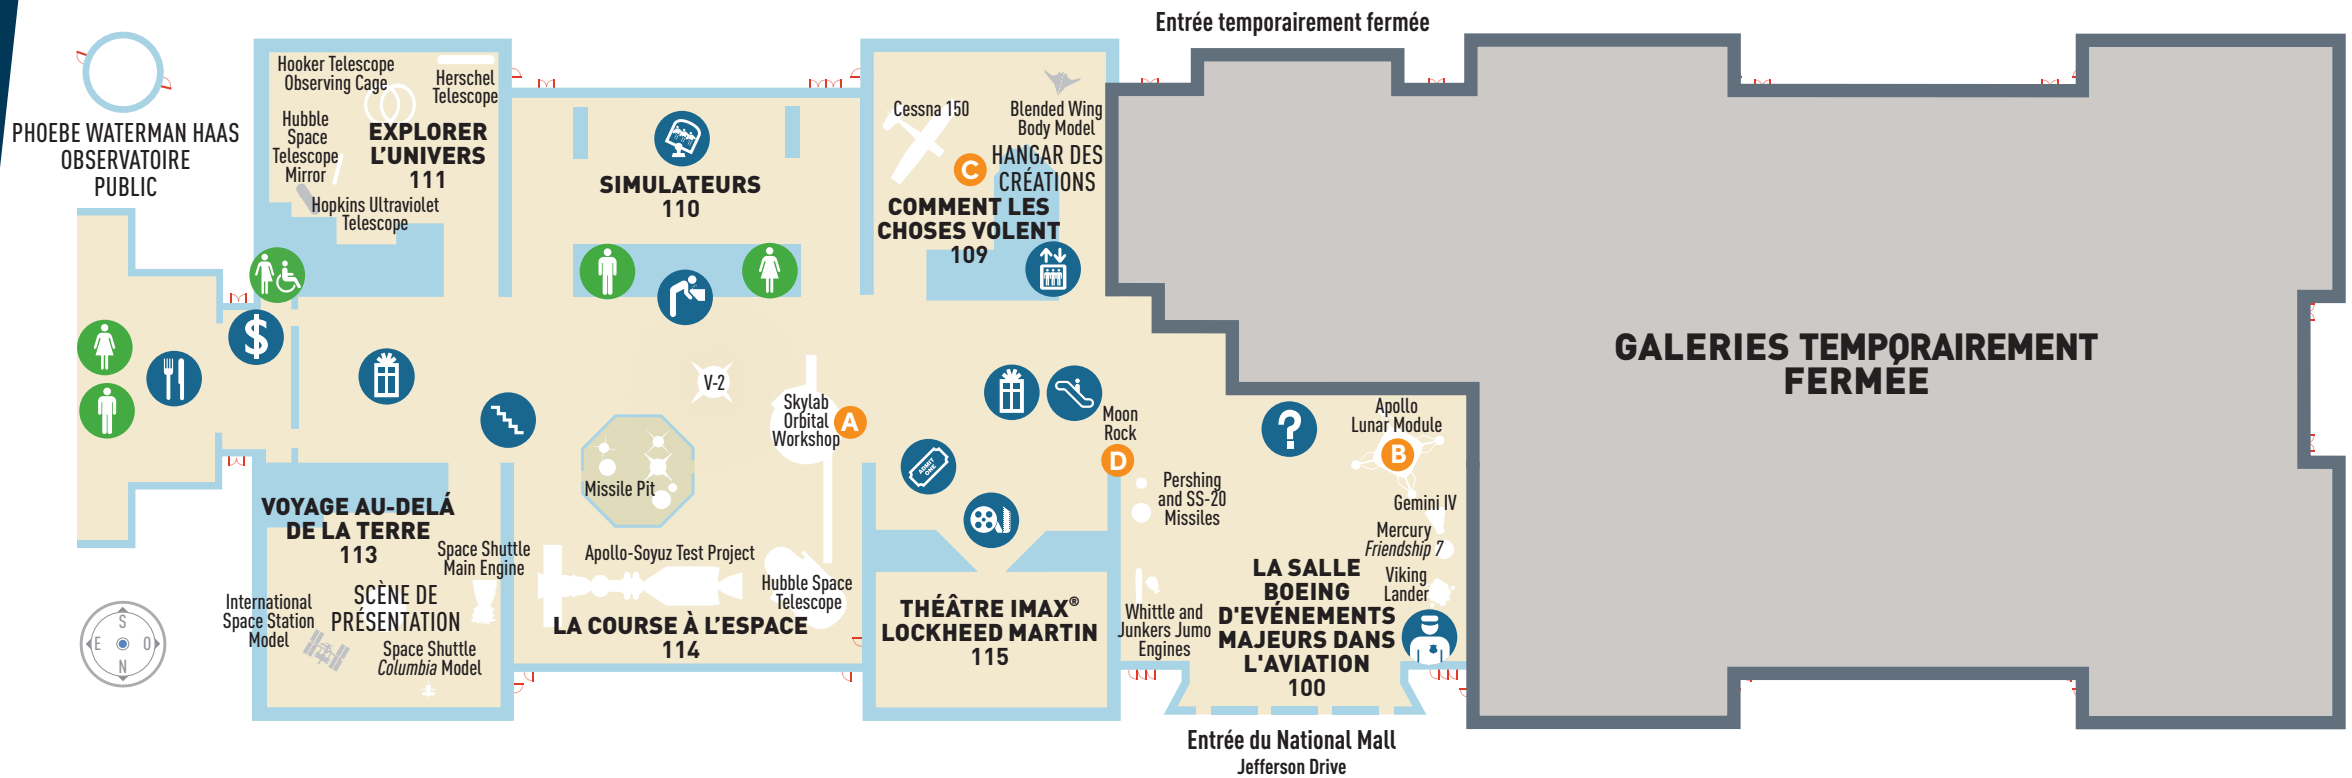 Entrée temporairement fermée
PHOEBE WATERMAN HAAS
OBSERVATOIRE
PUBLIC
Hooker Telescope
Observing Cage
Herschel
Telescope
Hubble
Space
Telescope
Mirror
EXPLORER
L’UNIVERS
111
Hopkins Ultraviolet
Telescope
SIMULATEURS
110
Cessna 150
Blended Wing
Body Model
C
HANGAR DES
CRÉATIONS
COMMENT LES
CHOSES VOLENT
109
$
V-2
Skylab
Orbital
Workshop
A
Missile Pit
ADMIT
ONE
Moon
Rock
D
?
Apollo
Lunar Module
B
GALERIES TEMPORAIREMENT
FERMÉE
Pershing
and SS-20
Missiles
Gemini IV
Mercury
Friendship 7
Viking
Lander
VOYAGE AU-DELÁ
DE LA TERRE
113
Space Shuttle
Main Engine
SCÈNE DE
PRÉSENTATION
International
Space Station
Model
Space Shuttle
Columbia Model
Apollo-Soyuz Test Project
Hubble Space
Telescope
LA COURSE À L’ESPACE
114
THÉÂTRE IMAX®
LOCKHEED MARTIN
115
Whittle and
Junkers Jumo
Engines
LA SALLE
BOEING
D'EVÉNEMENTS
MAJEURS DANS
L'AVIATION
100
S
E
O
N
Entrée du National Mall
Jefferson Drive